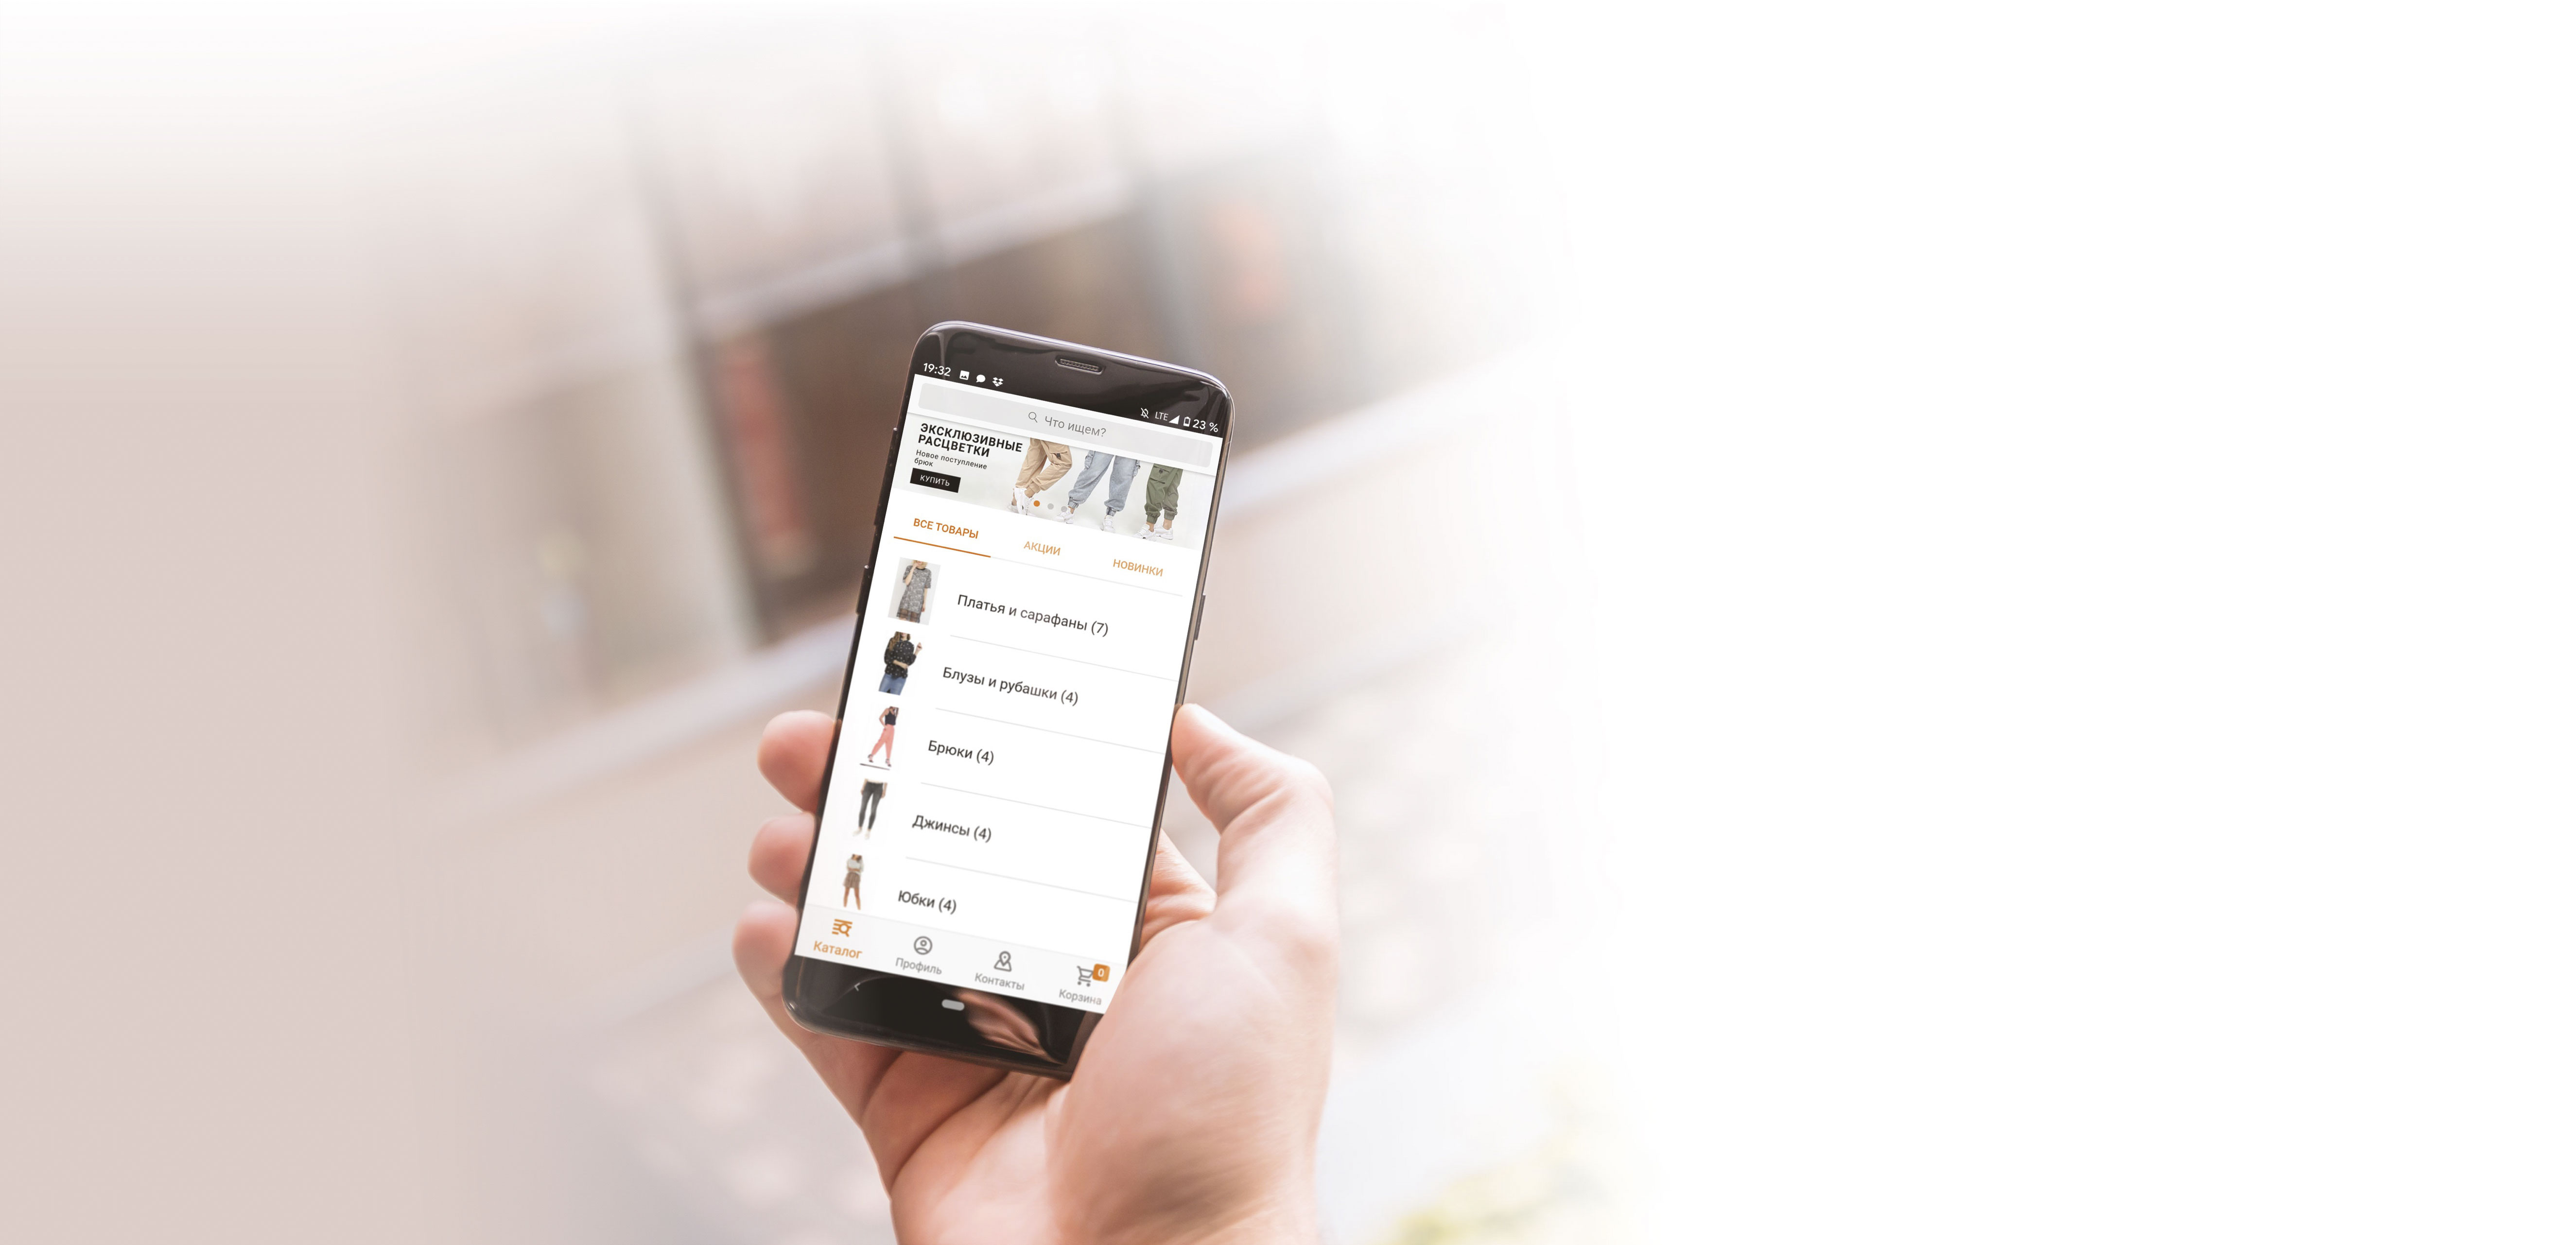 19:32
LTE 23 %
Что ищем?
ЭКСКЛЮЗИВНЫЕ
РАСЦВЕТКИ
Новое поступление
брюк
КУПИТЬ
ВСЕ ТОВАРЫ
АКЦИИ
НОВИНКИ
Платья и сарафаны (7)
Блузы и рубашки (4)
Брюки (4)
Джинсы (4)
Юбки (4)
Каталог
Профиль
Контакты
0
Корзина